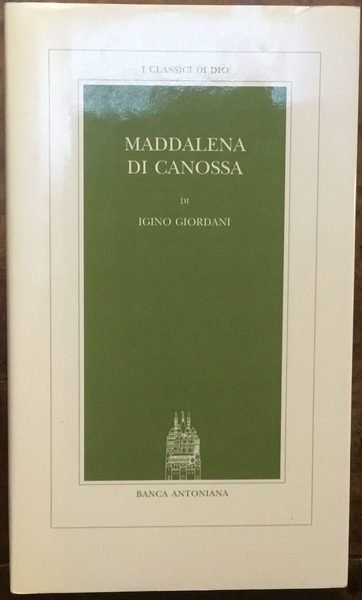 I CLASSICI DI DIO
MADDALENA
DI CANOSSA
DI
IGINO GIORDANI
BANCA ANTONIANA